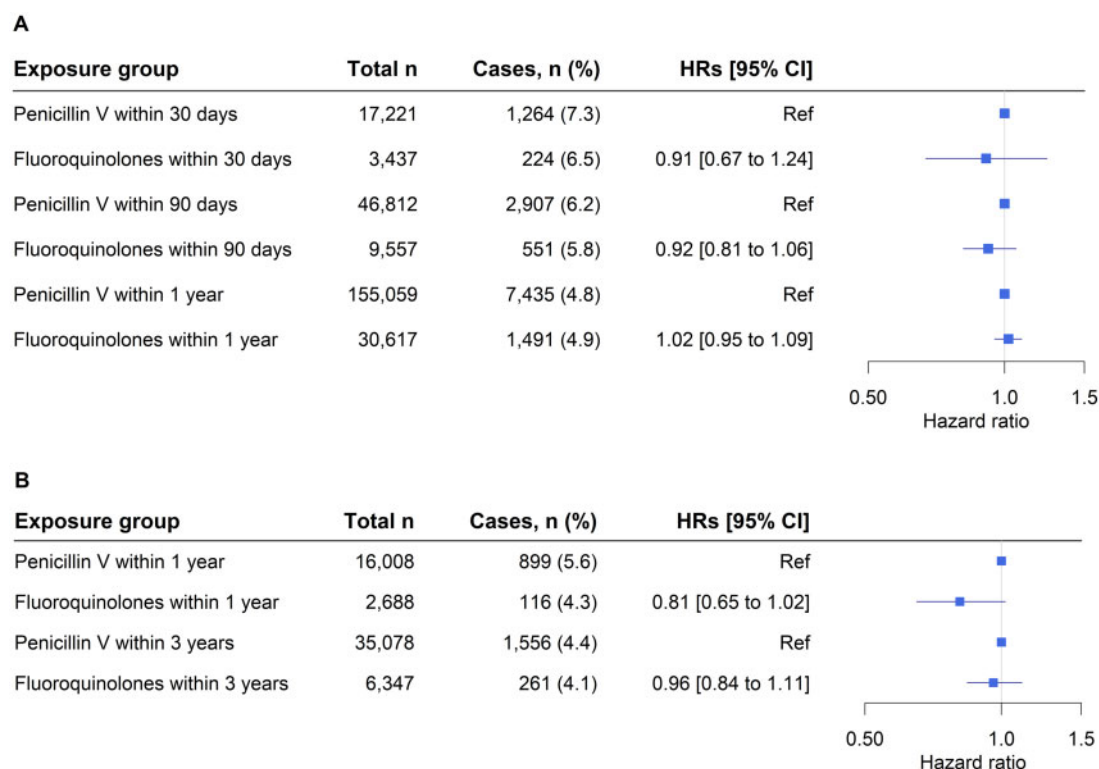 A
Exposure group Total n Cases, n (%) HRs [95% CI]
Penicillin V within 30 days 17,221 1,264 (7.3) Ref
Fluoroquinolones within 30 days 3,437 224 (6.5) 0.91 [0.67 to 1.24]
Penicillin V within 90 days 46,812 2,907 (6.2) Ref
Fluoroquinolones within 90 days 9,557 551 (5.8) 0.92 [0.81 to 1.06]
Penicillin V within 1 year 155,059 7,435 (4.8) Ref
Fluoroquinolones within 1 year 30,617 1,491 (4.9) 1.02 [0.95 to 1.09]
0.50 1.0 1.5
Hazard ratio
B
Exposure group Total n Cases, n (%) HRs [95% CI]
Penicillin V within 1 year 16,008 899 (5.6) Ref
Fluoroquinolones within 1 year 2,688 116 (4.3) 0.81 [0.65 to 1.02]
Penicillin V within 3 years 35,078 1,556 (4.4) Ref
Fluoroquinolones within 3 years 6,347 261 (4.1) 0.96 [0.84 to 1.11]
0.50 1.0 1.5
Hazard ratio